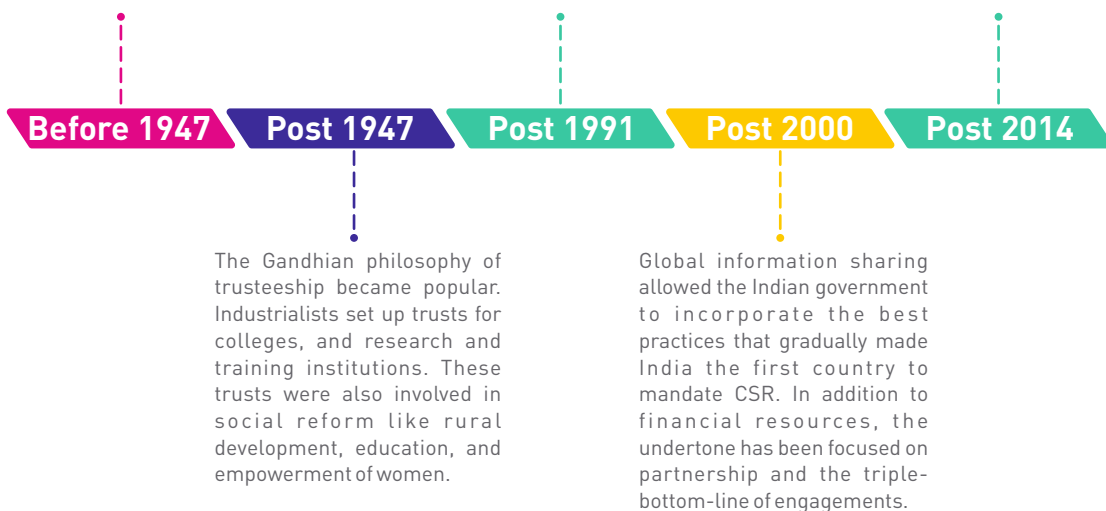 Before 1947
Post 1947
Post 1991
Post 2000
Post 2014
The Gandhian philosophy of
trusteeship became popular.
Industrialists set up trusts for
colleges, and research and
training institutions. These
trusts were also involved in
social reform like rural
development, education, and
empowerment of women.
Global information sharing
allowed the Indian government
to incorporate the best
practices that gradually made
India the first country to
mandate CSR. In addition to
financial resources, the
undertone has been focused on
partnership and the triple-
bottom-line of engagements.